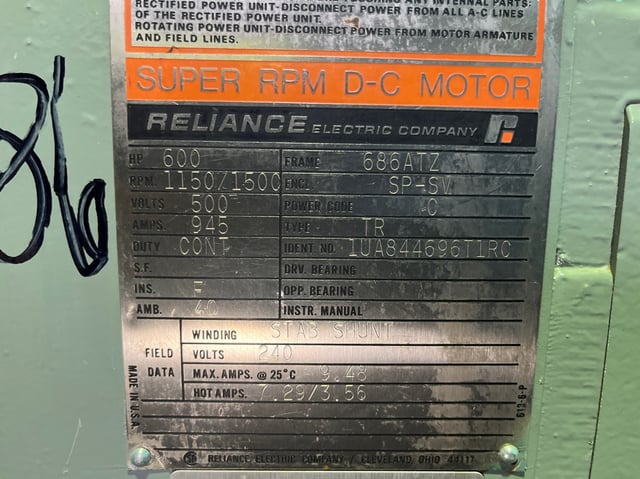 RECTIFIED POWER UNIT-DISCONNECT POWER FROM ALL A-C LINES
OF THE RECTIFIED POWER UNIT.
ROTATING POWER UNIT-DISCONNECT POWER FROM MOTOR ARMATURE
AND FIELD LINES.
SUPER RPM D-C MOTOR
RELIANCE ELECTRIC COMPANY
86
HP 600 FRAME 686ATZ
RPM. 1150/1500 ENCL. SP-SV
VOLTS 500 POWER CODE C
AMPS. 945 TYPE TR
DUTY CONT IDENT NO. 1UA844696T1RC
S.F. DRV. BEARING
INS. F OPP. BEARING
AMB. 40 INSTR. MANUAL
FIELD DATA
WINDING STAB SHUNT
VOLTS 240
MAX. AMPS. @ 25°C 9.48
HOT AMPS. 7.29/3.56
MADE IN U.S.A.
613-6-P
RELIANCE ELECTRIC COMPANY / CLEVELAND, OHIO 44117